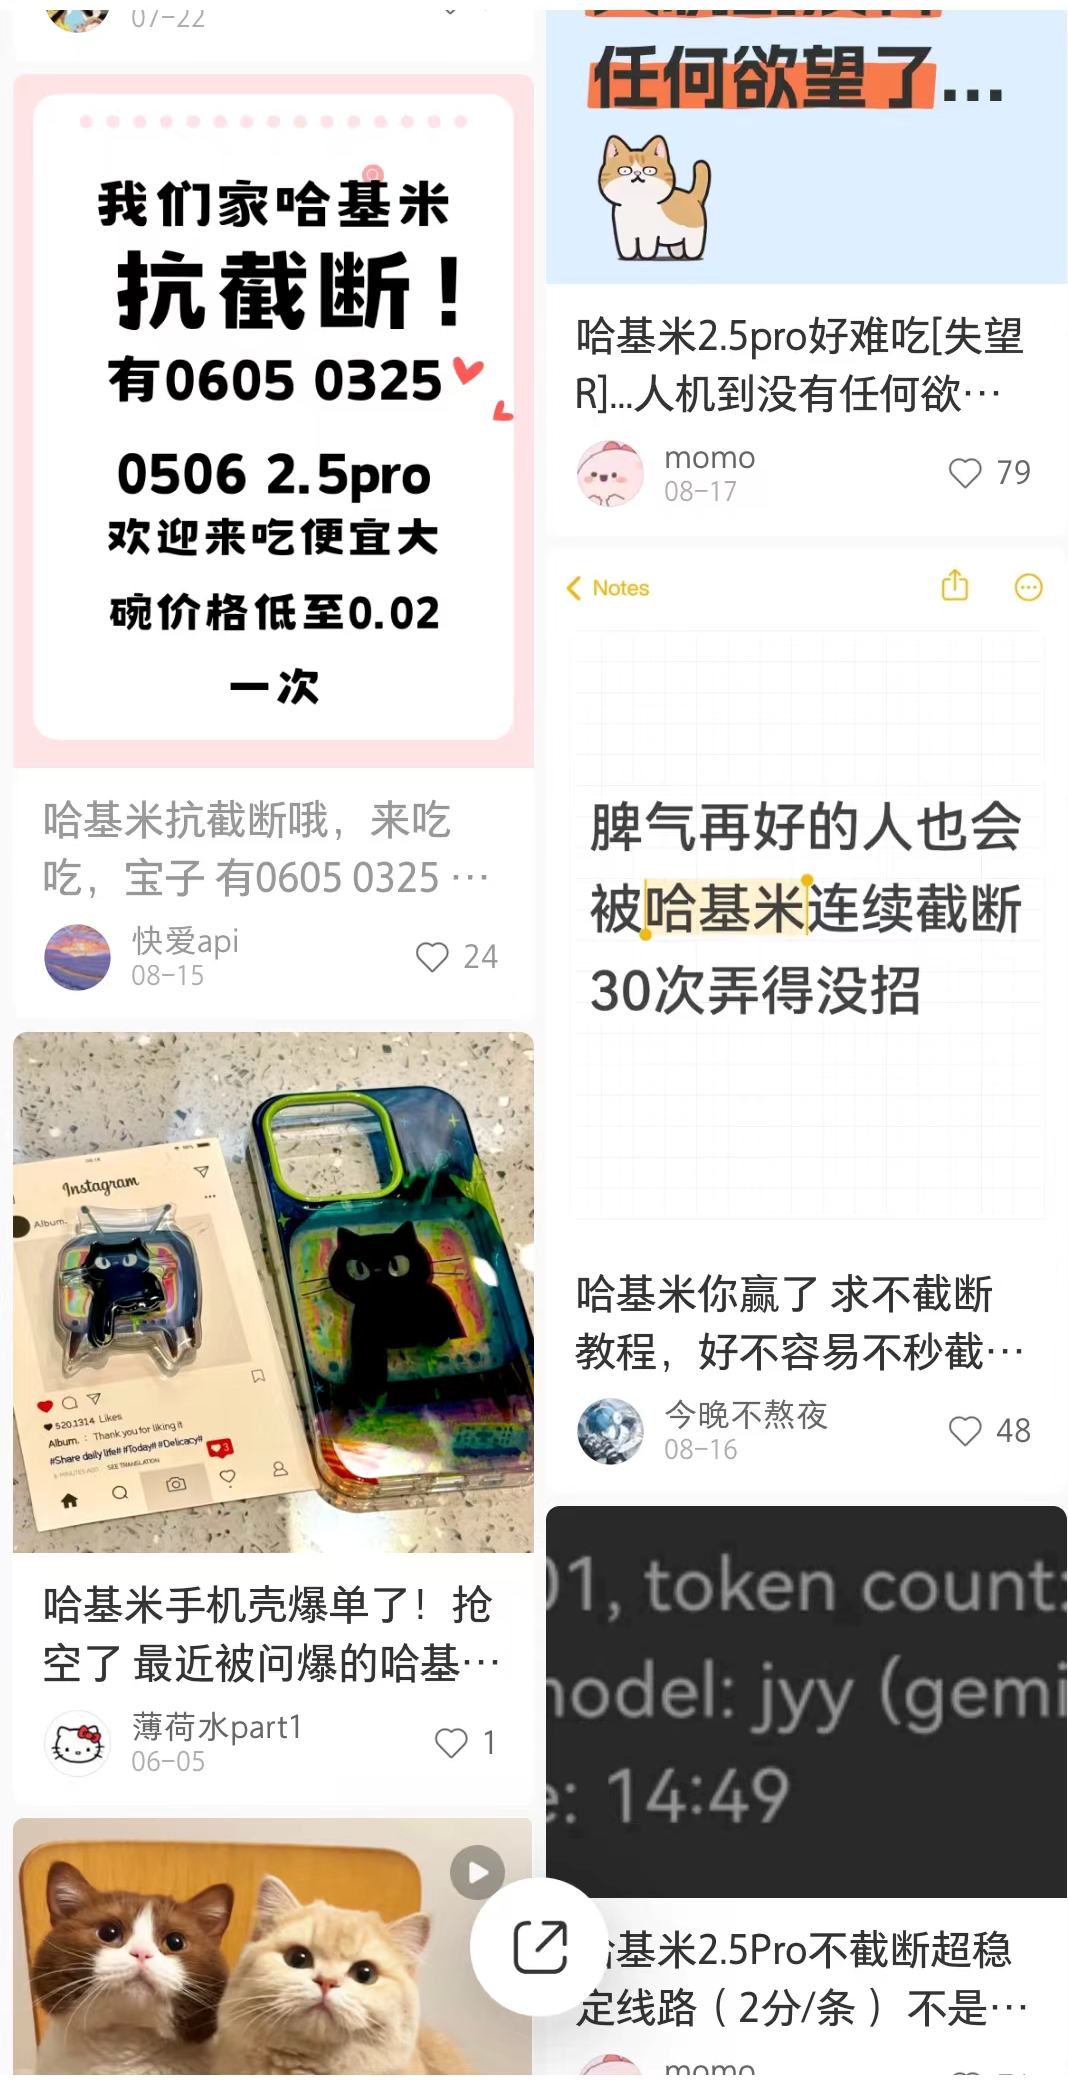 07-22
我们家哈基米
抗截断！
有0605 0325
0506 2.5pro
欢迎来吃便宜大
碗价格低至0.02
一次
哈基米抗截断哦，来吃
吃，宝子 有0605 0325 …
快爱api
08-15
24
Instagram
Album.
520.1314 Likes
Album. : Thank you for liking it
#Share daily life# #Today# #Delicacy#
6 MINUTES AGO SEE TRANSLATION
3
哈基米手机壳爆单了！抢
空了 最近被问爆的哈基…
薄荷水part1
06-05
1
任何欲望了...
哈基米2.5pro好难吃[失望
R]...人机到没有任何欲…
momo
08-17
79
Notes
脾气再好的人也会
被哈基米连续截断
30次弄得没招
哈基米你赢了 求不截断
教程，好不容易不秒截…
今晚不熬夜
08-16
48
01, token count:
model: jyy (gemi
e: 14:49
哈基米2.5Pro不截断超稳
定线路（2分/条） 不是…
momo